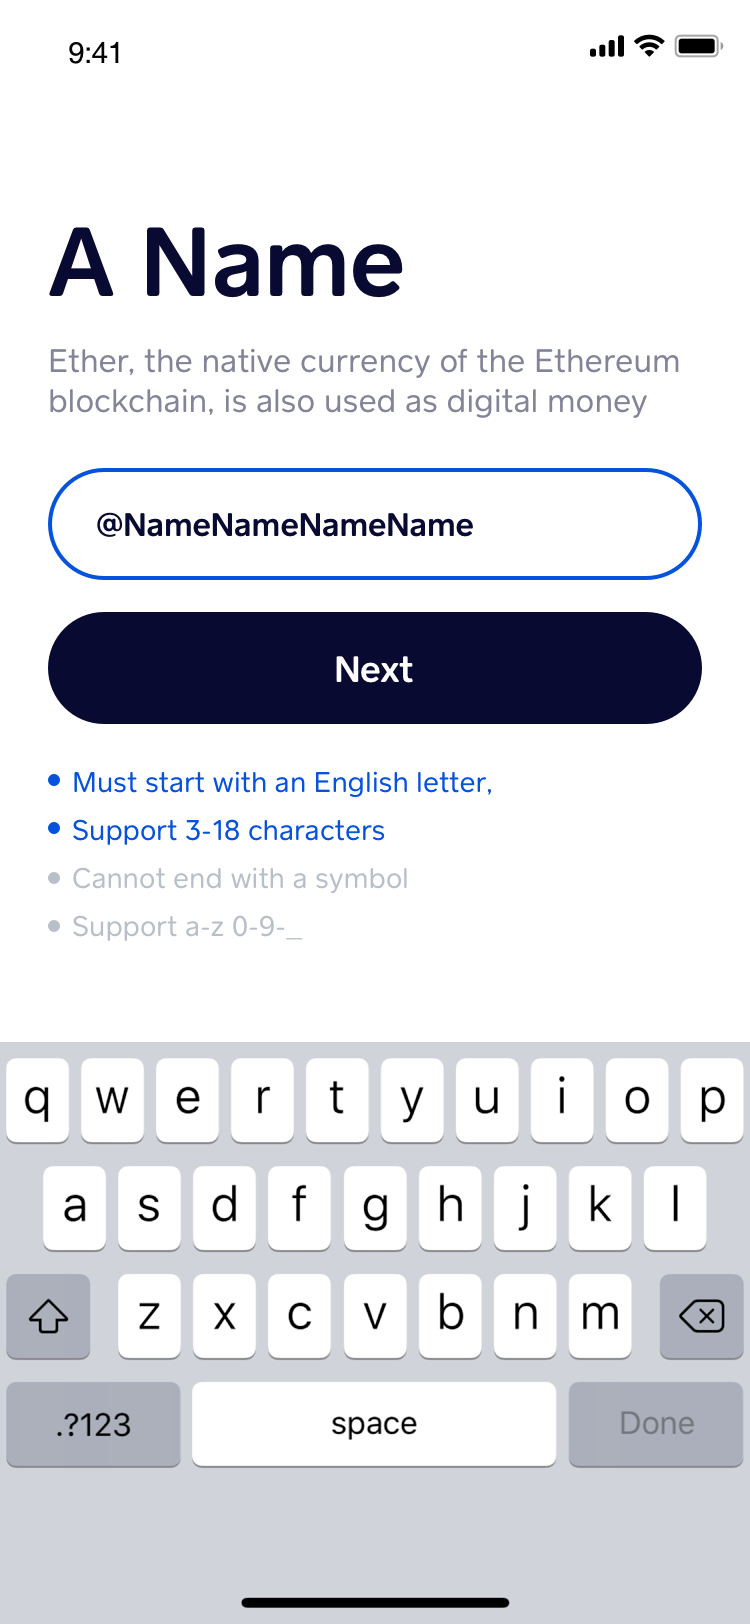 9:41
A Name
Ether, the native currency of the Ethereum
blockchain, is also used as digital money
@NameNameNameName
Next
Must start with an English letter,
Support 3-18 characters
Cannot end with a symbol
Support a-z 0-9-_
q w e r t y u i o p
a s d f g h j k l
z x c v b n m
.?123 space Done